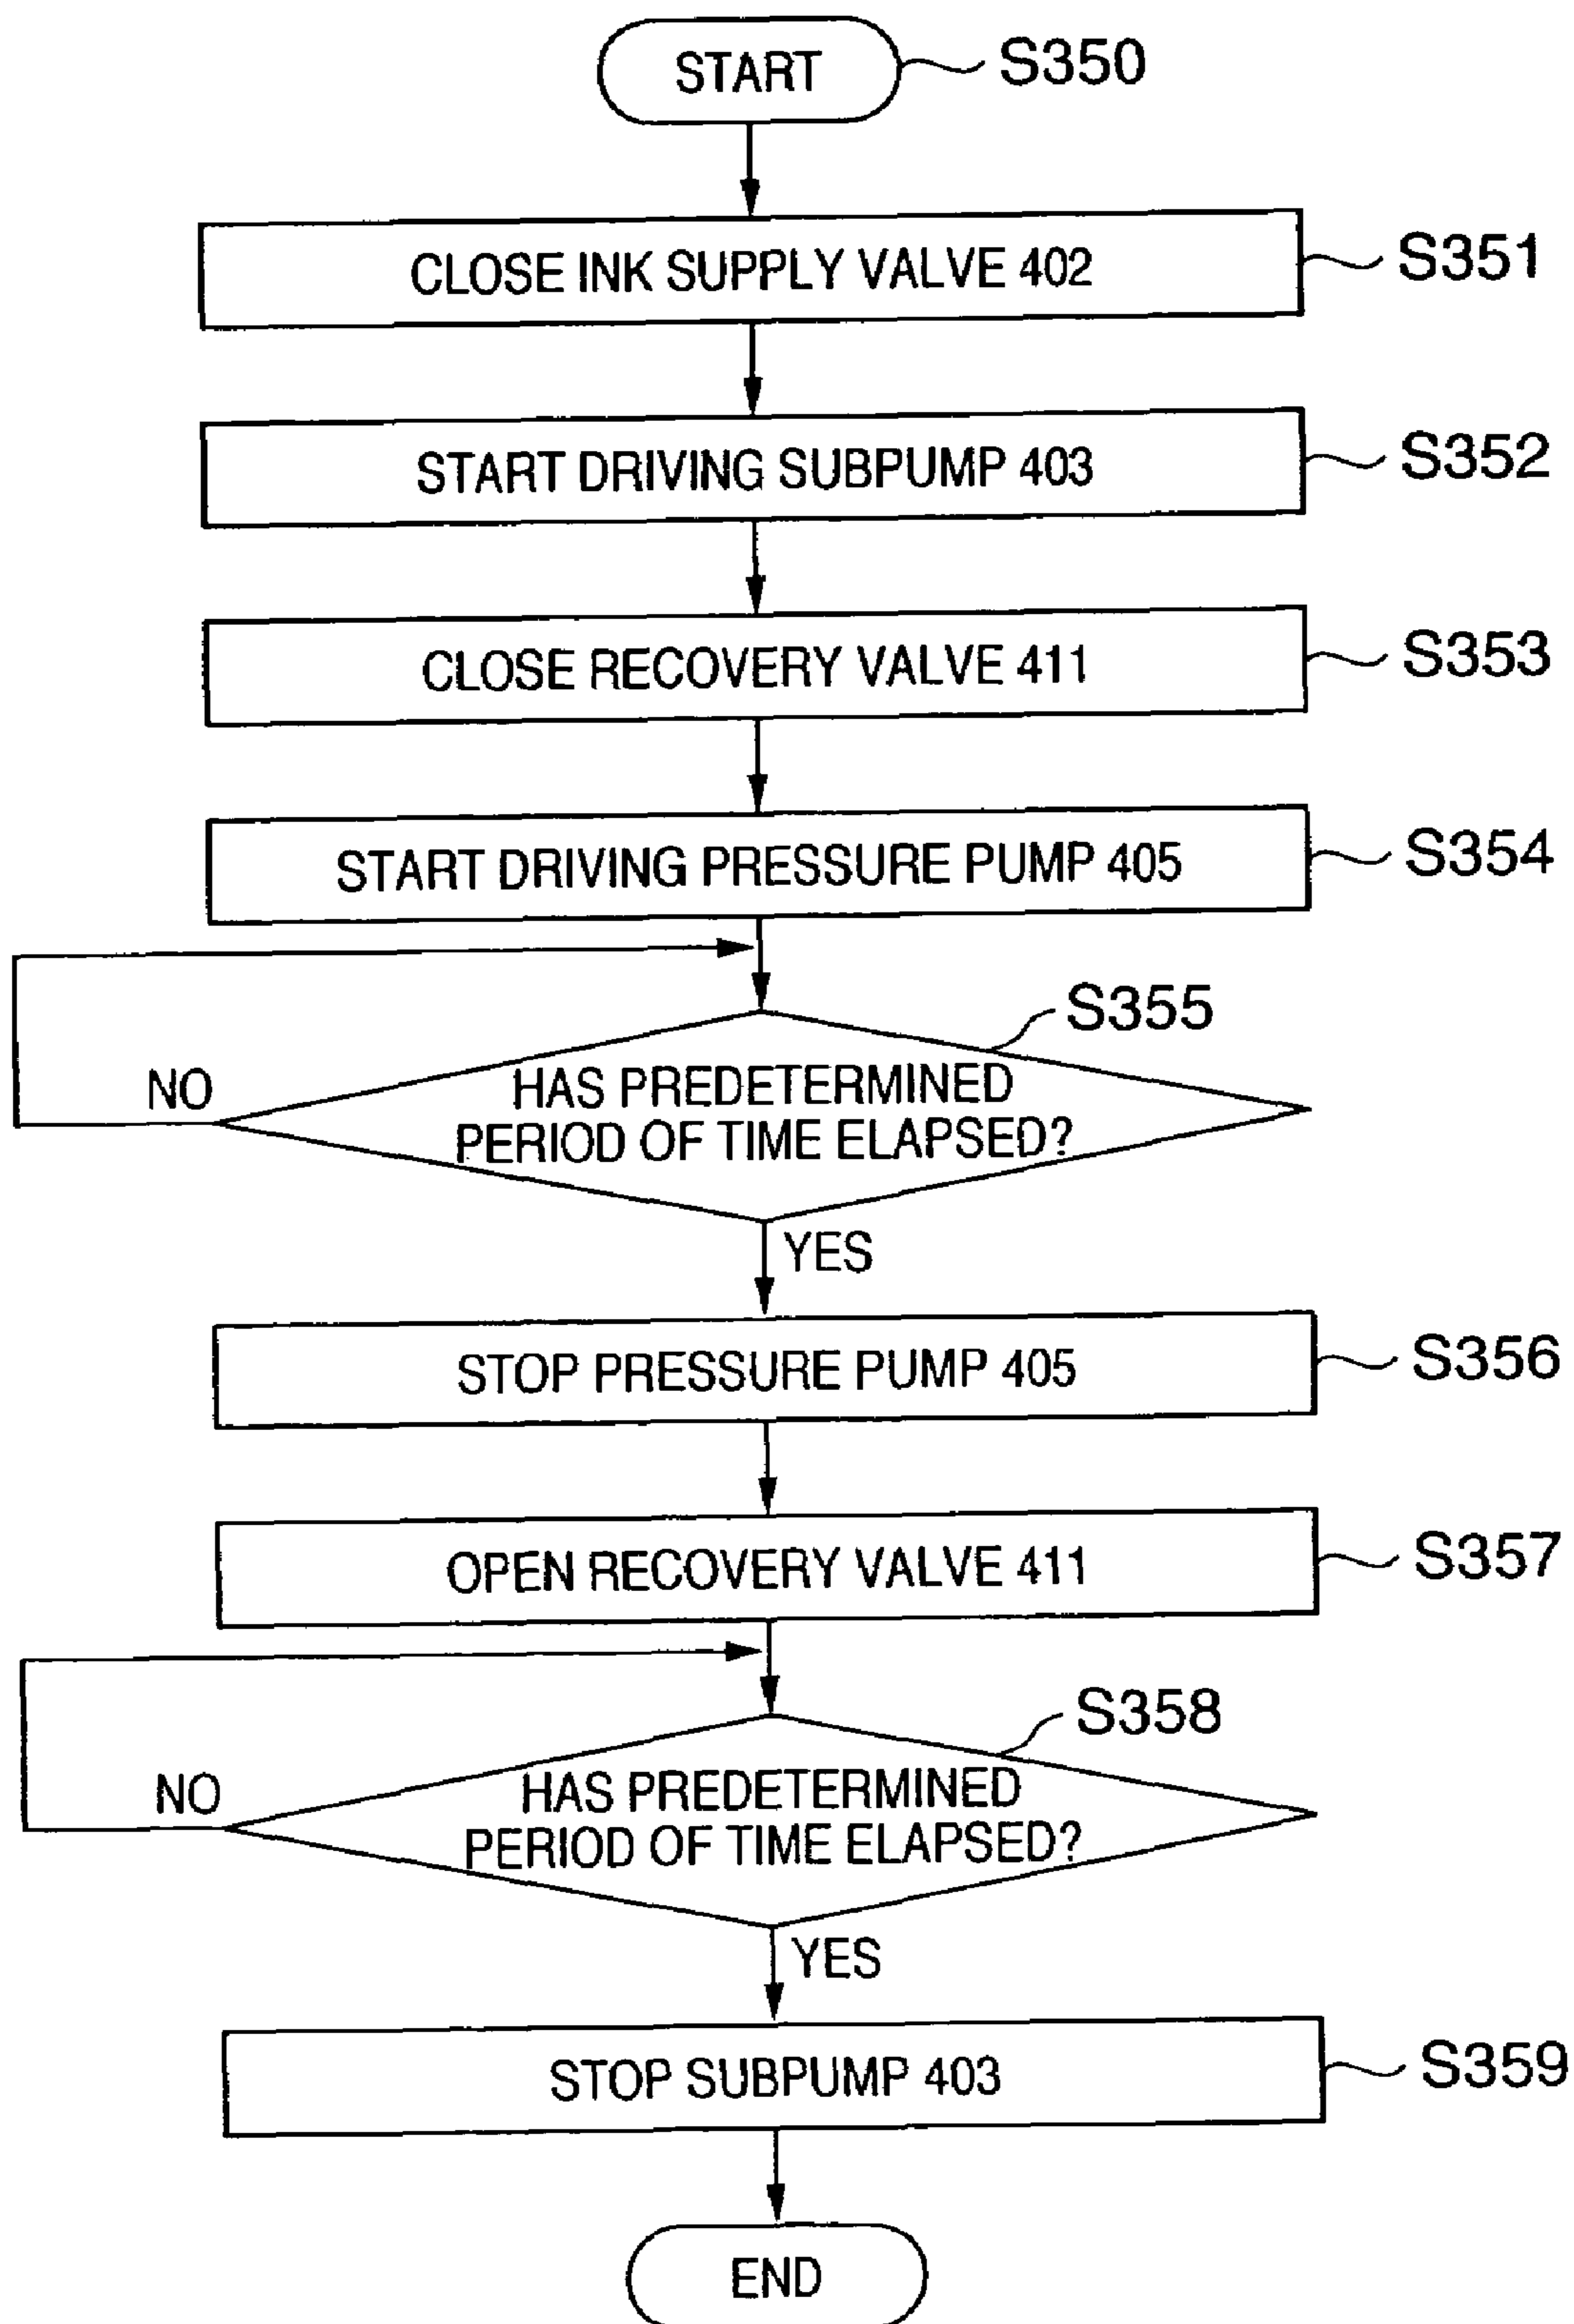 START
S350
CLOSE INK SUPPLY VALVE 402
S351
START DRIVING SUBPUMP 403
S352
CLOSE RECOVERY VALVE 411
S353
START DRIVING PRESSURE PUMP 405
S354
S355
HAS PREDETERMINED
PERIOD OF TIME ELAPSED?
NO
YES
STOP PRESSURE PUMP 405
S356
OPEN RECOVERY VALVE 411
S357
S358
HAS PREDETERMINED
PERIOD OF TIME ELAPSED?
NO
YES
STOP SUBPUMP 403
S359
END